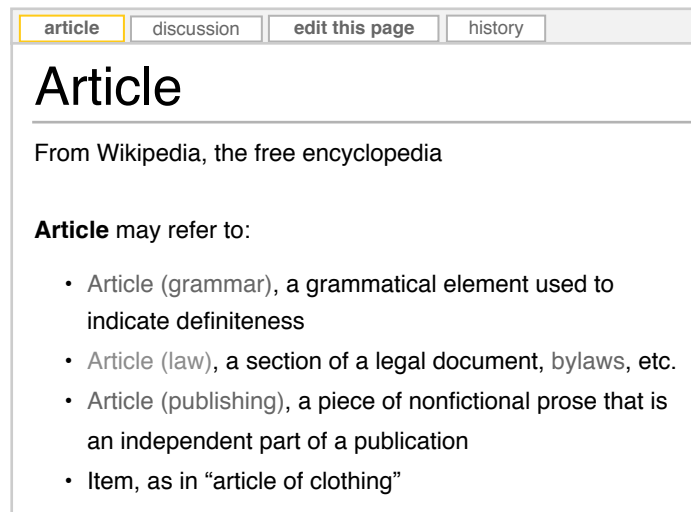 article discussion edit this page history
Article
From Wikipedia, the free encyclopedia
Article may refer to:
• Article (grammar), a grammatical element used to
indicate definiteness
• Article (law), a section of a legal document, bylaws, etc.
• Article (publishing), a piece of nonfictional prose that is
an independent part of a publication
• Item, as in “article of clothing”